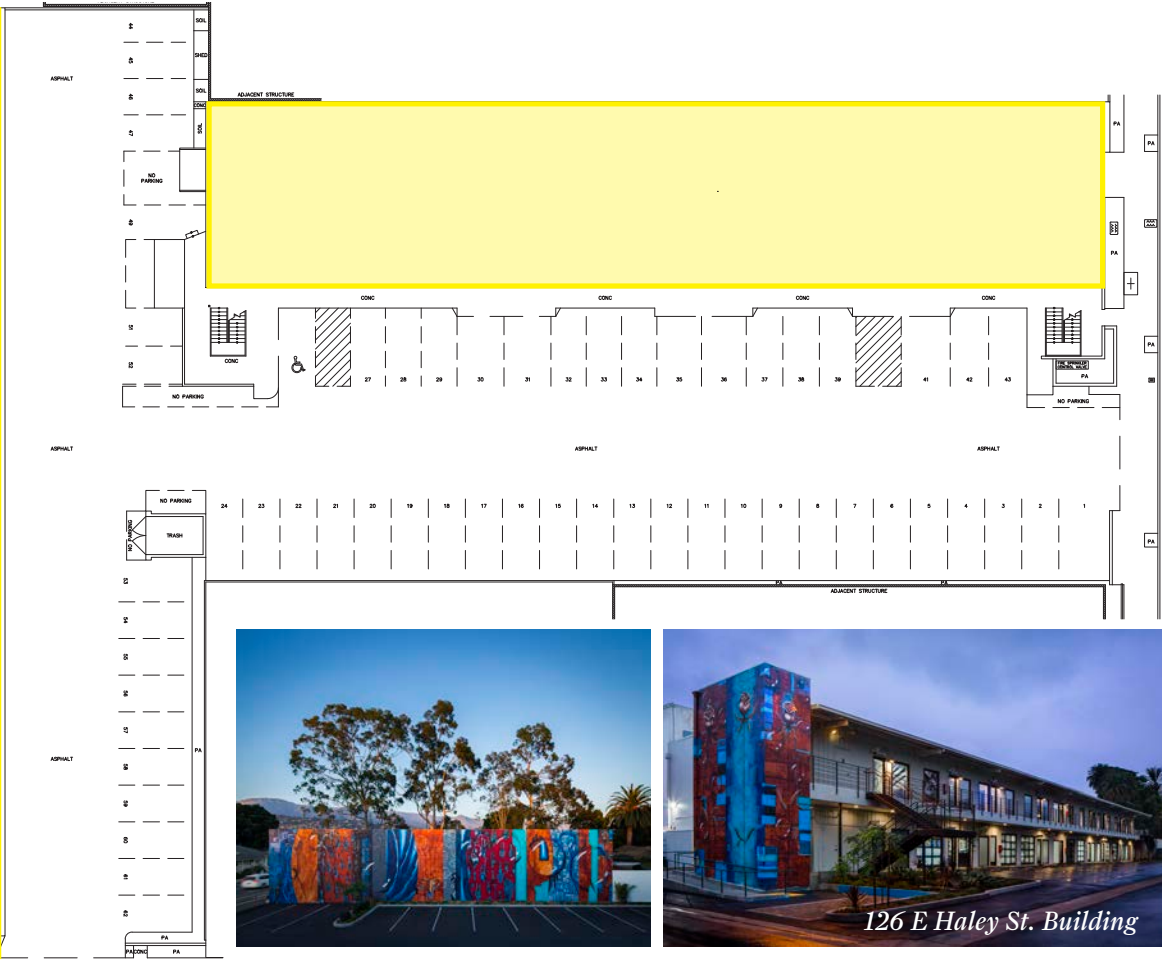 44
SOIL
45
SHED
ASPHALT
46
SOIL
ADJACENT STRUCTURE
CONC
47
SOIL
PA
PA
NO
PARKING
49
PA
CONC
CONC
CONC
CONC
51
52
CONC
27
28
29
30
31
32
33
34
35
36
37
38
39
41
42
43
FIRE SPRINKLER
CONTROL VALVE
PA
PA
NO PARKING
NO PARKING
ASPHALT
ASPHALT
ASPHALT
NO PARKING
24
23
22
21
20
19
18
17
16
15
14
13
12
11
10
9
8
7
6
5
4
3
2
1
NO PARKING
TRASH
PA
53
PA
PA
ADJACENT STRUCTURE
54
55
56
57
58
PA
ASPHALT
59
60
61
62
PA
PA
CONC
PA
126 E Haley St. Building